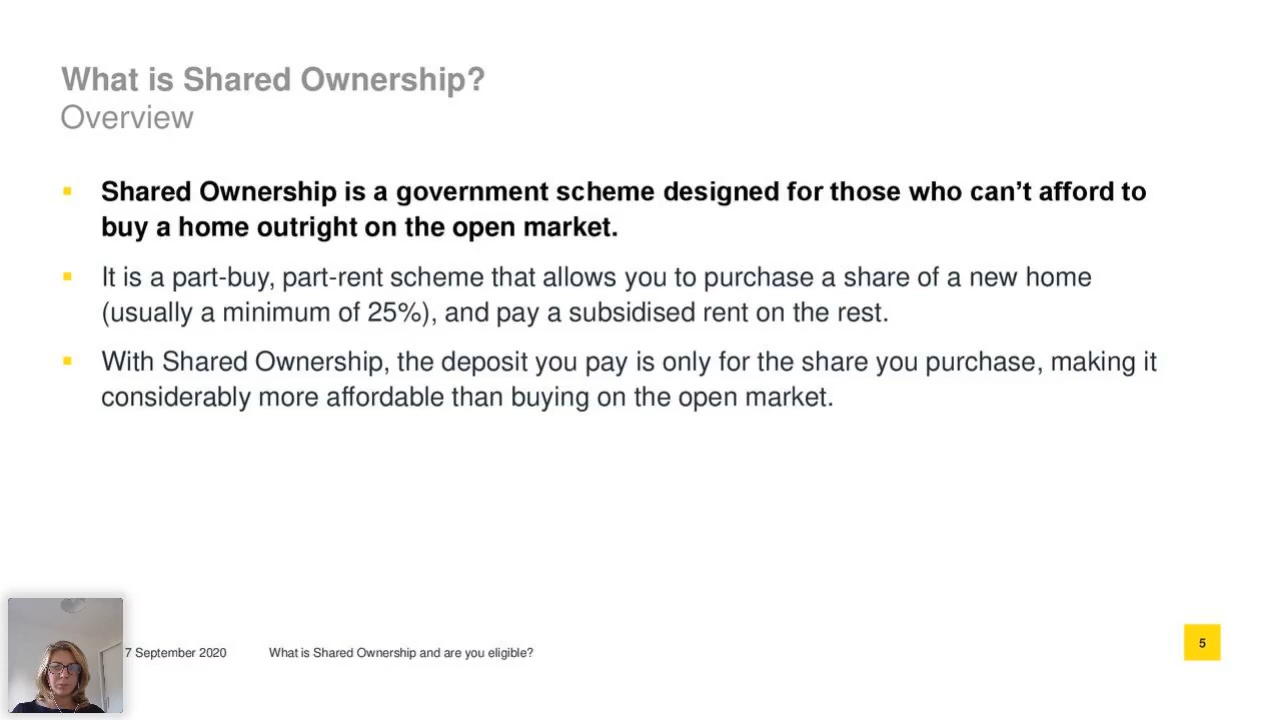 What is Shared Ownership?
Overview
Shared Ownership is a government scheme designed for those who can’t afford to
buy a home outright on the open market.
It is a part-buy, part-rent scheme that allows you to purchase a share of a new home
(usually a minimum of 25%), and pay a subsidised rent on the rest.
With Shared Ownership, the deposit you pay is only for the share you purchase, making it
considerably more affordable than buying on the open market.
7 September 2020 What is Shared Ownership and are you eligible? 5